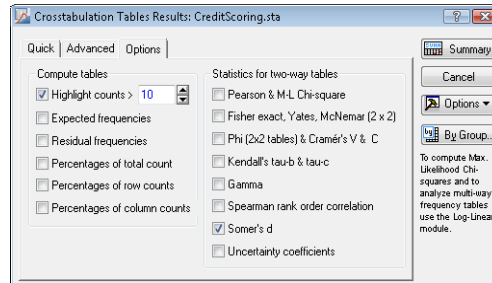 Crosstabulation Tables Results: CreditScoring.sta
Quick Advanced Options
Compute tables
Highlight counts > 10
Expected frequencies
Residual frequencies
Percentages of total count
Percentages of row counts
Percentages of column counts
Statistics for two-way tables
Pearson & M-L Chi-square
Fisher exact, Yates, McNemar (2 x 2)
Phi (2x2 tables) & Cramér's V & C
Kendall's tau-b & tau-c
Gamma
Spearman rank order correlation
Somer's d
Uncertainty coefficients
Summary
Cancel
Options
By Group..
To compute Max.
Likelihood Chi-
squares and to
analyze multi-way
frequency tables
use the Log-Linear
module.